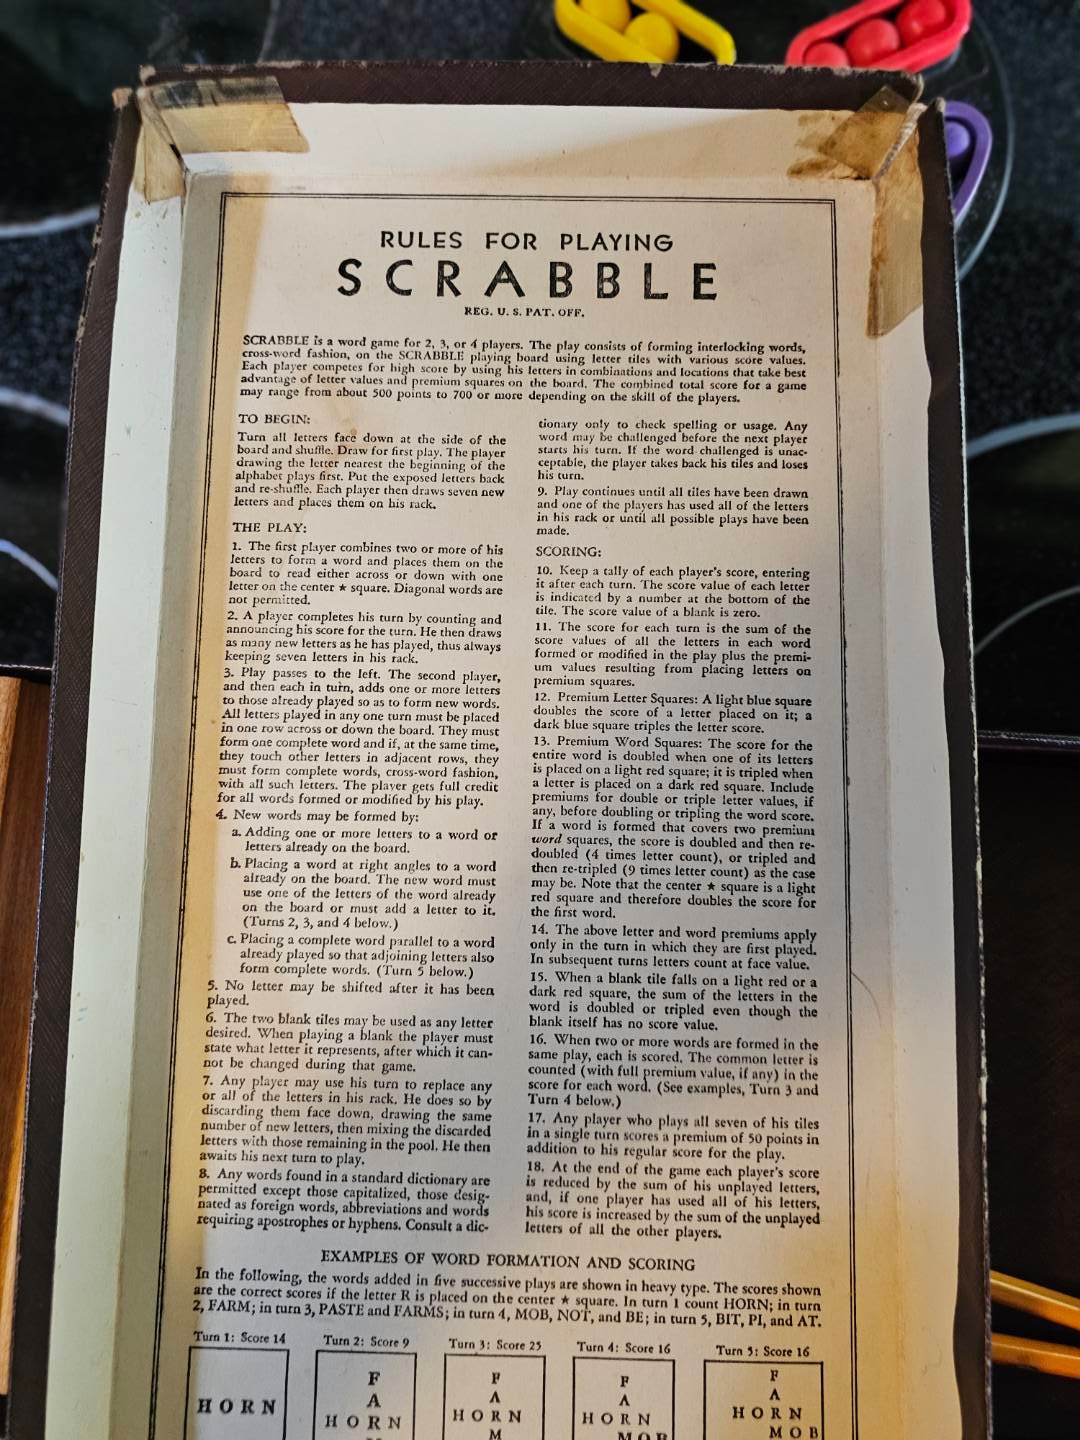 RULES FOR PLAYING
SCRABBLE
REG. U. S. PAT. OFF.
SCRABBLE is a word game for 2, 3, or 4 players. The play consists of forming interlocking words,
cross-word fashion, on the SCRABBLE playing board using letter tiles with various score values.
Each player competes for high score by using his letters in combinations and locations that take best
advantage of letter values and premium squares on the board. The combined total score for a game
may range from about 500 points to 700 or more depending on the skill of the players.
TO BEGIN:
Turn all letters face down at the side of the
board and shuffle. Draw for first play. The player
drawing the letter nearest the beginning of the
alphabet plays first. Put the exposed letters back
and re-shuffle. Each player then draws seven new
letters and places them on his rack.
THE PLAY:
1. The first player combines two or more of his
letters to form a word and places them on the
board to read either across or down with one
letter on the center ★ square. Diagonal words are
not permitted.
2. A player completes his turn by counting and
announcing his score for the turn. He then draws
as many new letters as he has played, thus always
keeping seven letters in his rack.
3. Play passes to the left. The second player,
and then each in turn, adds one or more letters
to those already played so as to form new words.
All letters played in any one turn must be placed
in one row across or down the board. They must
form one complete word and if, at the same time,
they touch other letters in adjacent rows, they
must form complete words, cross-word fashion,
with all such letters. The player gets full credit
for all words formed or modified by his play.
4. New words may be formed by:
a. Adding one or more letters to a word or
letters already on the board.
b. Placing a word at right angles to a word
already on the board. The new word must
use one of the letters of the word already
on the board or must add a letter to it.
(Turns 2, 3, and 4 below.)
c. Placing a complete word parallel to a word
already played so that adjoining letters also
form complete words. (Turn 5 below.)
5. No letter may be shifted after it has been
played.
6. The two blank tiles may be used as any letter
desired. When playing a blank the player must
state what letter it represents, after which it can-
not be changed during that game.
7. Any player may use his turn to replace any
or all of the letters in his rack. He does so by
discarding them face down, drawing the same
number of new letters, then mixing the discarded
letters with those remaining in the pool. He then
awaits his next turn to play.
8. Any words found in a standard dictionary are
permitted except those capitalized, those desig-
nated as foreign words, abbreviations and words
requiring apostrophes or hyphens. Consult a dic-
tionary only to check spelling or usage. Any
word may be challenged before the next player
starts his turn. If the word challenged is unac-
ceptable, the player takes back his tiles and loses
his turn.
9. Play continues until all tiles have been drawn
and one of the players has used all of the letters
in his rack or until all possible plays have been
made.
SCORING:
10. Keep a tally of each player's score, entering
it after each turn. The score value of each letter
is indicated by a number at the bottom of the
tile. The score value of a blank is zero.
11. The score for each turn is the sum of the
score values of all the letters in each word
formed or modified in the play plus the premi-
um values resulting from placing letters on
premium squares.
12. Premium Letter Squares: A light blue square
doubles the score of a letter placed on it; a
dark blue square triples the letter score.
13. Premium Word Squares: The score for the
entire word is doubled when one of its letters
is placed on a light red square; it is tripled when
a letter is placed on a dark red square. Include
premiums for double or triple letter values, if
any, before doubling or tripling the word score.
If a word is formed that covers two premium
word squares, the score is doubled and then re-
doubled (4 times letter count), or tripled and
then re-tripled (9 times letter count) as the case
may be. Note that the center ★ square is a light
red square and therefore doubles the score for
the first word.
14. The above letter and word premiums apply
only in the turn in which they are first played.
In subsequent turns letters count at face value.
15. When a blank tile falls on a light red or a
dark red square, the sum of the letters in the
word is doubled or tripled even though the
blank itself has no score value.
16. When two or more words are formed in the
same play, each is scored. The common letter is
counted (with full premium value, if any) in the
score for each word. (See examples, Turn 3 and
Turn 4 below.)
17. Any player who plays all seven of his tiles
in a single turn scores a premium of 50 points in
addition to his regular score for the play.
18. At the end of the game each player's score
is reduced by the sum of his unplayed letters,
and, if one player has used all of his letters,
his score is increased by the sum of the unplayed
letters of all the other players.
EXAMPLES OF WORD FORMATION AND SCORING
In the following, the words added in five successive plays are shown in heavy type. The scores shown
are the correct scores if the letter R is placed on the center ★ square. In turn 1 count HORN; in turn
2, FARM; in turn 3, PASTE and FARMS; in turn 4, MOB, NOT, and BE; in turn 5, BIT, PI, and AT.
Turn 1: Score 14
HORN
Turn 2: Score 9
F
A
HORN
M
Turn 3: Score 25
F
A
HORN
M
Turn 4: Score 16
F
A
HORN
MOB
Turn 5: Score 16
F
A
HORN
MOB